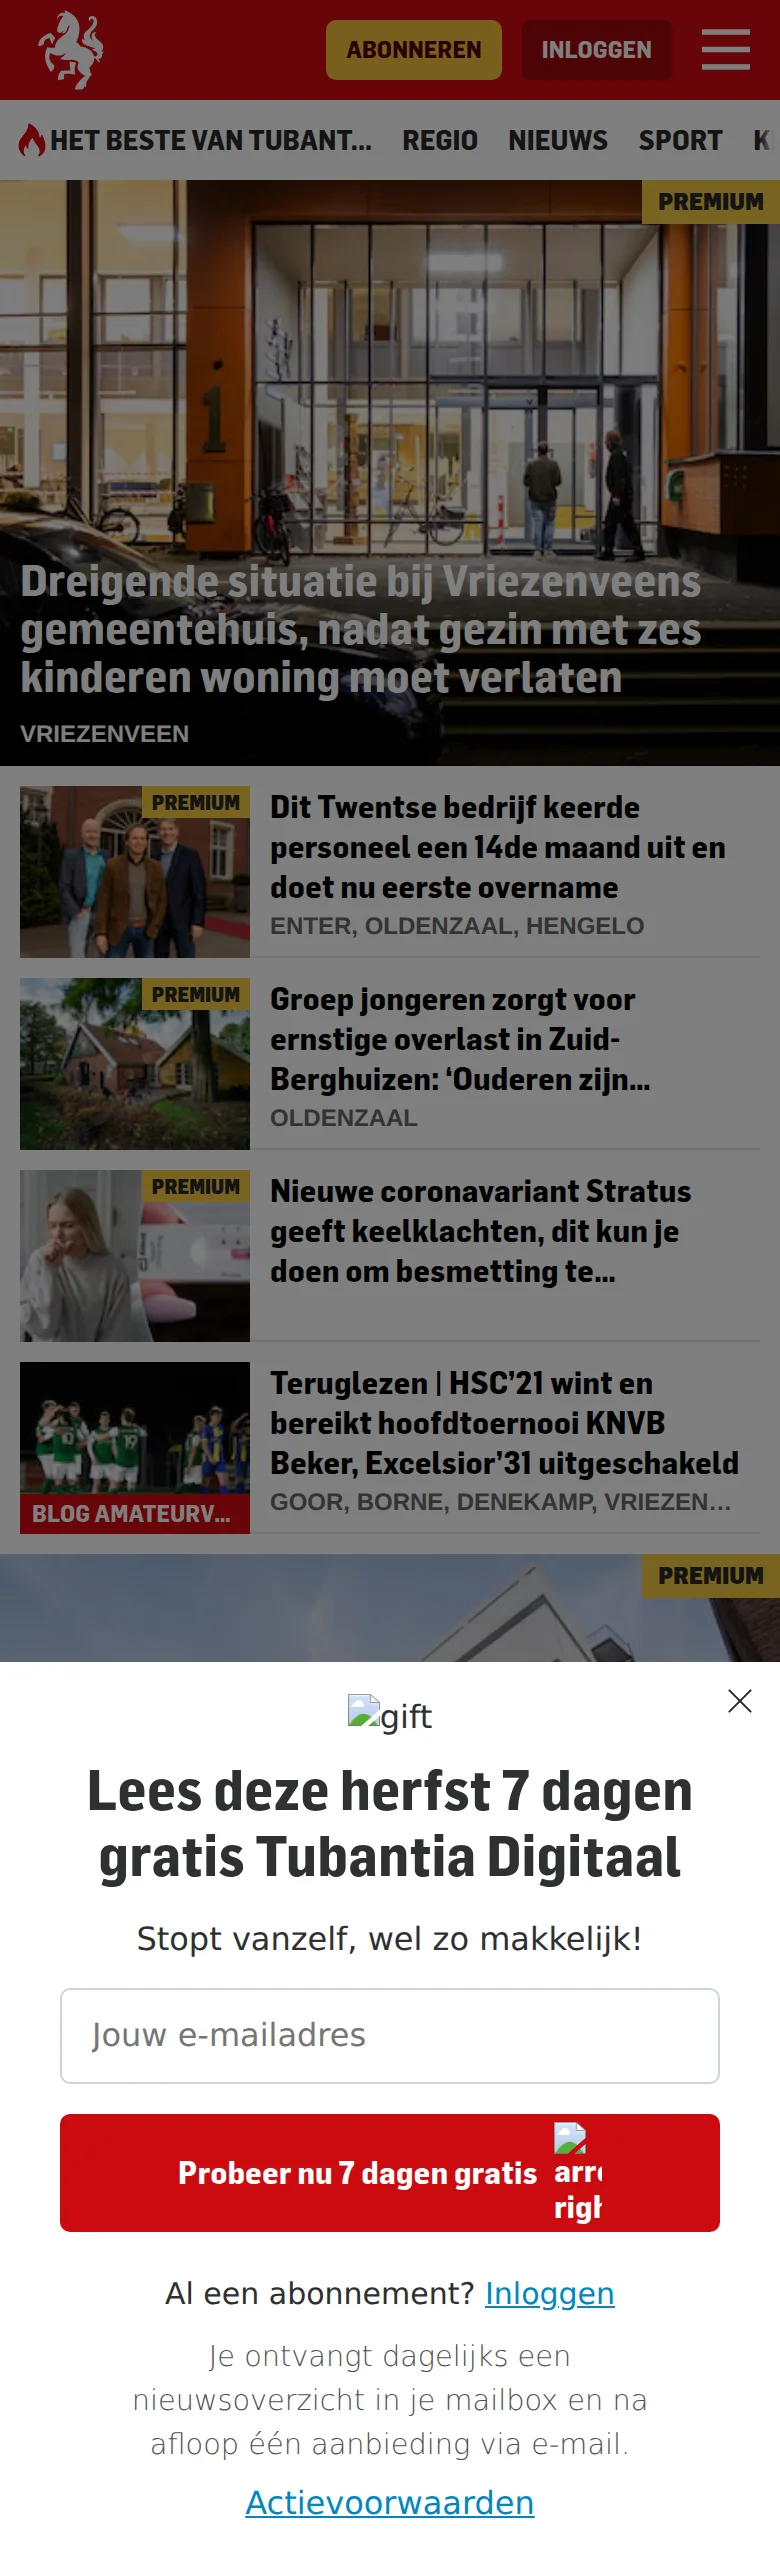 ABONNEREN
INLOGGEN
HET BESTE VAN TUBANT...
REGIO
NIEUWS
SPORT
PREMIUM
1
Dreigende situatie bij Vriezenveens
gemeentehuis, nadat gezin met zes
kinderen woning moet verlaten
VRIEZENVEEN
PREMIUM
Dit Twentse bedrijf keerde
personeel een 14de maand uit en
doet nu eerste overname
ENTER, OLDENZAAL, HENGELO
PREMIUM
Groep jongeren zorgt voor
ernstige overlast in Zuid-
Berghuizen: ‘Ouderen zijn...
OLDENZAAL
PREMIUM
Nieuwe coronavariant Stratus
geeft keelklachten, dit kun je
doen om besmetting te...
BLOG AMATEURV...
Teruglezen | HSC’21 wint en
bereikt hoofdtoernooi KNVB
Beker, Excelsior’31 uitgeschakeld
GOOR, BORNE, DENEKAMP, VRIEZEN...
PREMIUM
gift
Lees deze herfst 7 dagen
gratis Tubantia Digitaal
Stopt vanzelf, wel zo makkelijk!
Jouw e-mailadres
Probeer nu 7 dagen gratis
Al een abonnement? Inloggen
Je ontvangt dagelijks een
nieuwsoverzicht in je mailbox en na
afloop één aanbieding via e-mail.
Actievoorwaarden